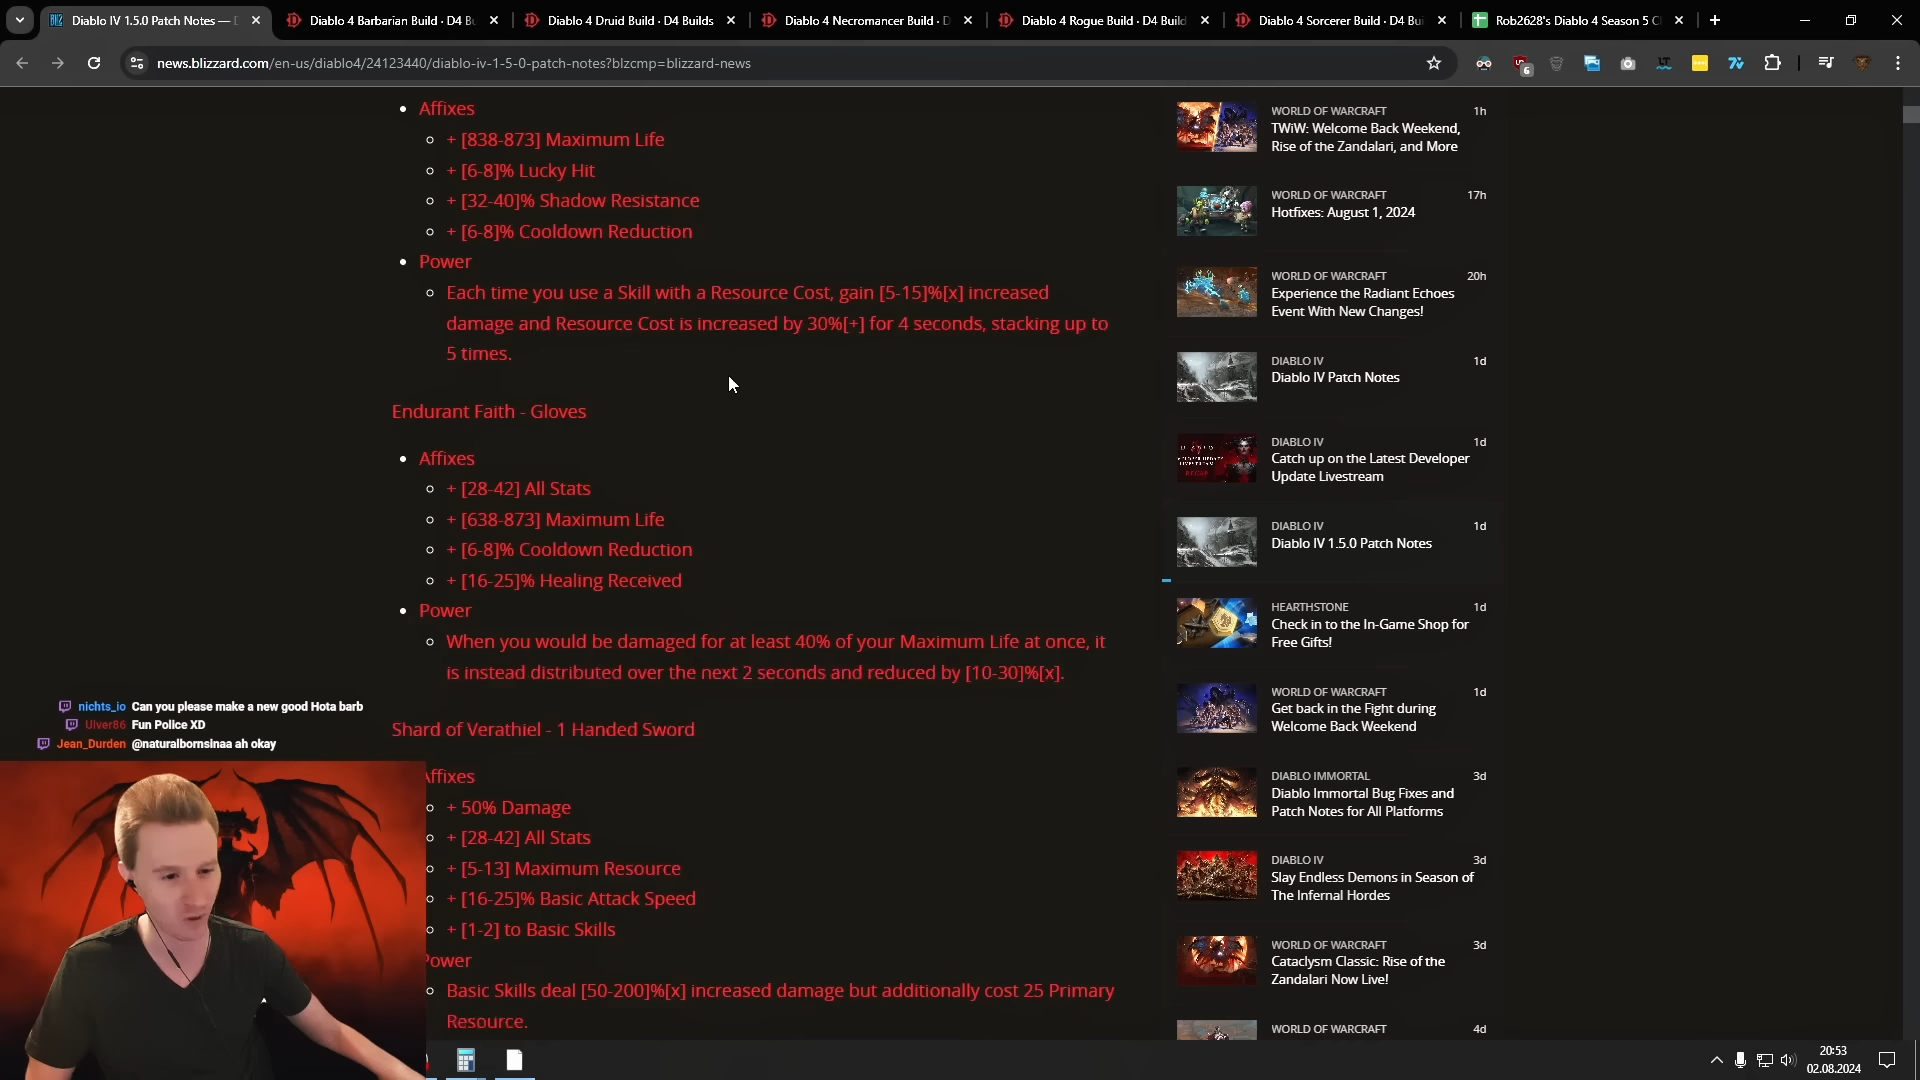 Diablo IV 1.5.0 Patch Notes —
Diablo 4 Barbarian Build · D4 Bu
Diablo 4 Druid Build · D4 Builds
Diablo 4 Necromancer Build · D
Diablo 4 Rogue Build · D4 Build
Diablo 4 Sorcerer Build · D4 Bui
Rob2628's Diablo 4 Season 5 C
news.blizzard.com/en-us/diablo4/24123440/diablo-iv-1-5-0-patch-notes?blzcmp=blizzard-news
6
Affixes
+ [838-873] Maximum Life
+ [6-8]% Lucky Hit
+ [32-40]% Shadow Resistance
+ [6-8]% Cooldown Reduction
Power
Each time you use a Skill with a Resource Cost, gain [5-15]%[x] increased
damage and Resource Cost is increased by 30%[+] for 4 seconds, stacking up to
5 times.
Endurant Faith - Gloves
Affixes
+ [28-42] All Stats
+ [638-873] Maximum Life
+ [6-8]% Cooldown Reduction
+ [16-25]% Healing Received
Power
When you would be damaged for at least 40% of your Maximum Life at once, it
is instead distributed over the next 2 seconds and reduced by [10-30]%[x].
Shard of Verathiel - 1 Handed Sword
Affixes
+ 50% Damage
+ [28-42] All Stats
+ [5-13] Maximum Resource
+ [16-25]% Basic Attack Speed
+ [1-2] to Basic Skills
Power
Basic Skills deal [50-200]%[x] increased damage but additionally cost 25 Primary
Resource.
nichts_io Can you please make a new good Hota barb
Ulver86 Fun Police XD
Jean_Durden @naturalbornsinaa ah okay
WORLD OF WARCRAFT 1h
TWiW: Welcome Back Weekend,
Rise of the Zandalari, and More
WORLD OF WARCRAFT 17h
Hotfixes: August 1, 2024
WORLD OF WARCRAFT 20h
Experience the Radiant Echoes
Event With New Changes!
DIABLO IV 1d
Diablo IV Patch Notes
DIABLO IV 1d
Catch up on the Latest Developer
Update Livestream
DIABLO IV 1d
Diablo IV 1.5.0 Patch Notes
HEARTHSTONE 1d
Check in to the In-Game Shop for
Free Gifts!
WORLD OF WARCRAFT 1d
Get back in the Fight during
Welcome Back Weekend
DIABLO IMMORTAL 3d
Diablo Immortal Bug Fixes and
Patch Notes for All Platforms
DIABLO IV 3d
Slay Endless Demons in Season of
The Infernal Hordes
WORLD OF WARCRAFT 3d
Cataclysm Classic: Rise of the
Zandalari Now Live!
WORLD OF WARCRAFT 4d
20:53
02.08.2024